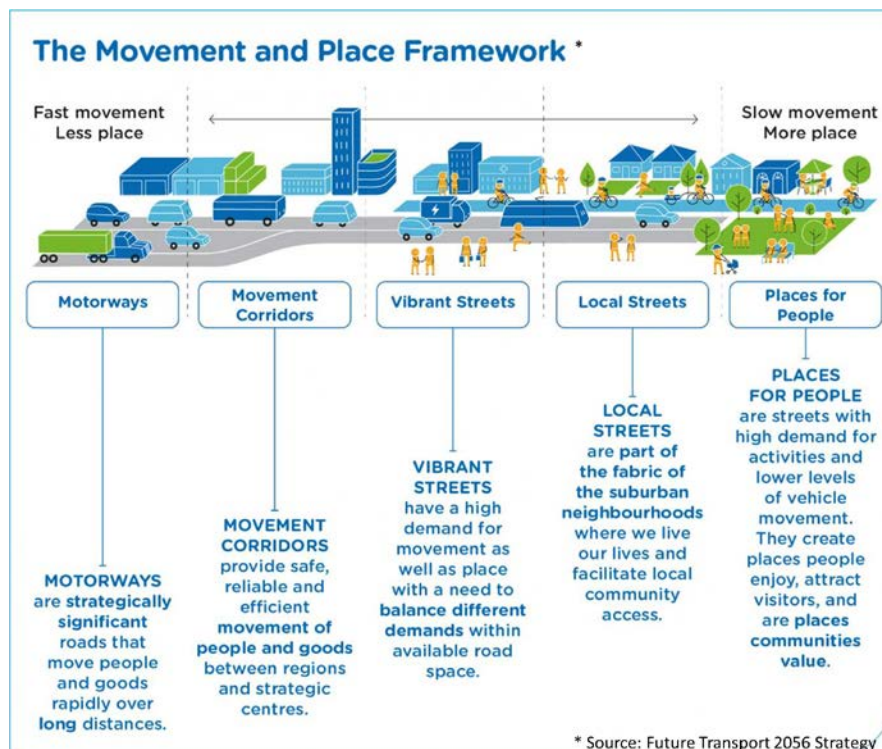 The Movement and Place Framework *
Fast movement
Less place
Slow movement
More place
Motorways
Movement
Corridors
Vibrant Streets
Local Streets
Places for
People
MOTORWAYS
are strategically
significant
roads that
move people
and goods
rapidly over
long distances.
MOVEMENT
CORRIDORS
provide safe,
reliable and
efficient
movement of
people and goods
between regions
and strategic
centres.
VIBRANT
STREETS
have a high
demand for
movement as
well as place
with a need to
balance different
demands within
available road
space.
LOCAL
STREETS
are part of
the fabric of
the suburban
neighbourhoods
where we live
our lives and
facilitate local
community
access.
PLACES
FOR PEOPLE
are streets with
high demand for
activities and
lower levels
of vehicle
movement.
They create
places people
enjoy, attract
visitors, and
are places
communities
value.
* Source: Future Transport 2056 Strategy